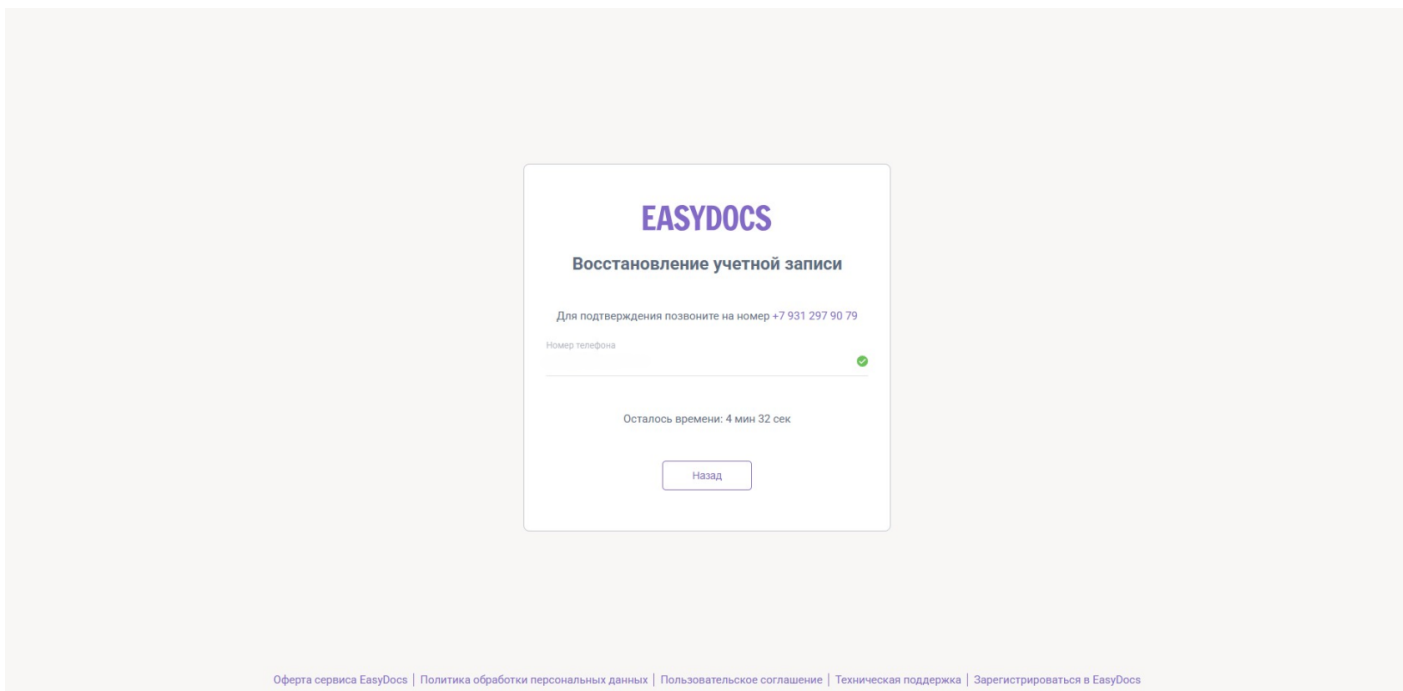 EASYDOCS
Восстановление учетной записи
Для подтверждения позвоните на номер +7 931 297 90 79
Номер телефона
Осталось времени: 4 мин 32 сек
Назад
Оферта сервиса EasyDocs | Политика обработки персональных данных | Пользовательское соглашение | Техническая поддержка | Зарегистрироваться в EasyDocs